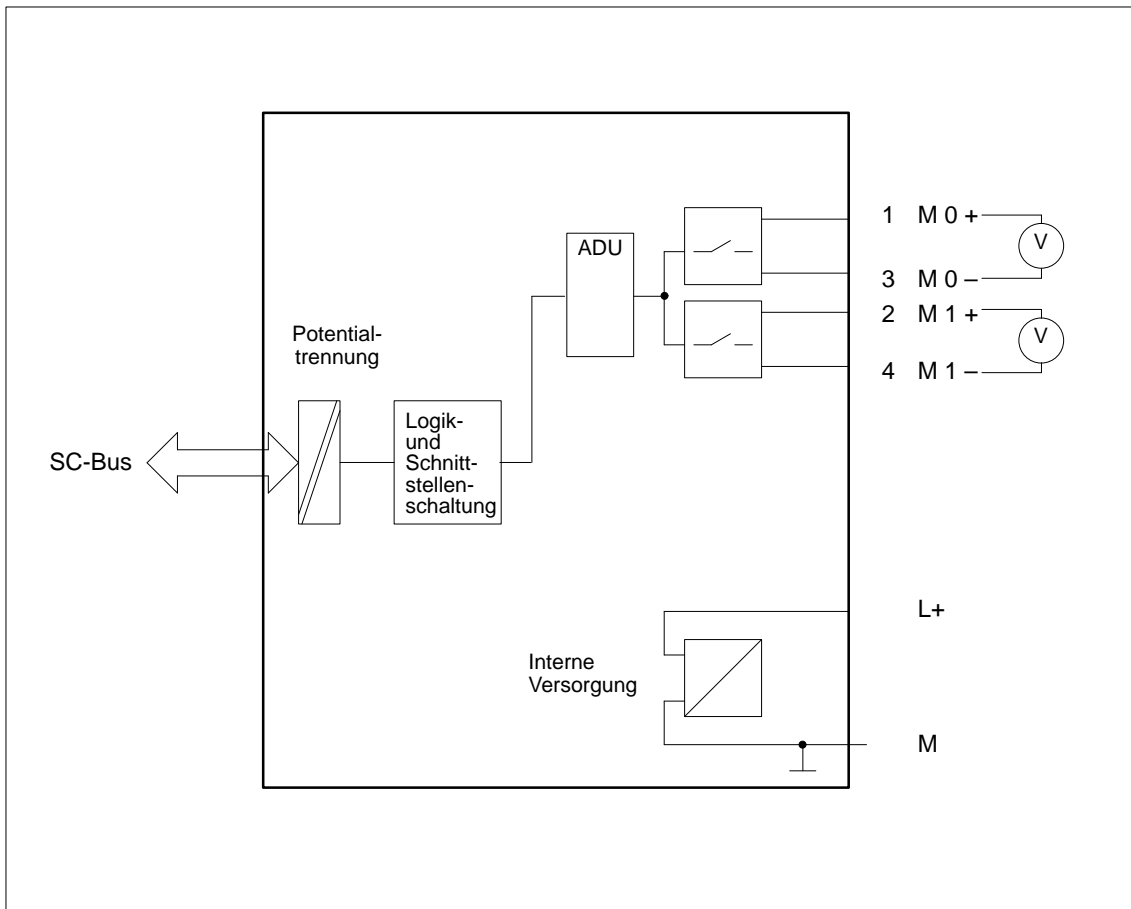 1 M 0 +
V
3 M 0 –
2 M 1 +
V
4 M 1 –
ADU
Potential-
trennung
Logik-
und
Schnitt-
stellen-
schaltung
SC-Bus
L+
Interne
Versorgung
M